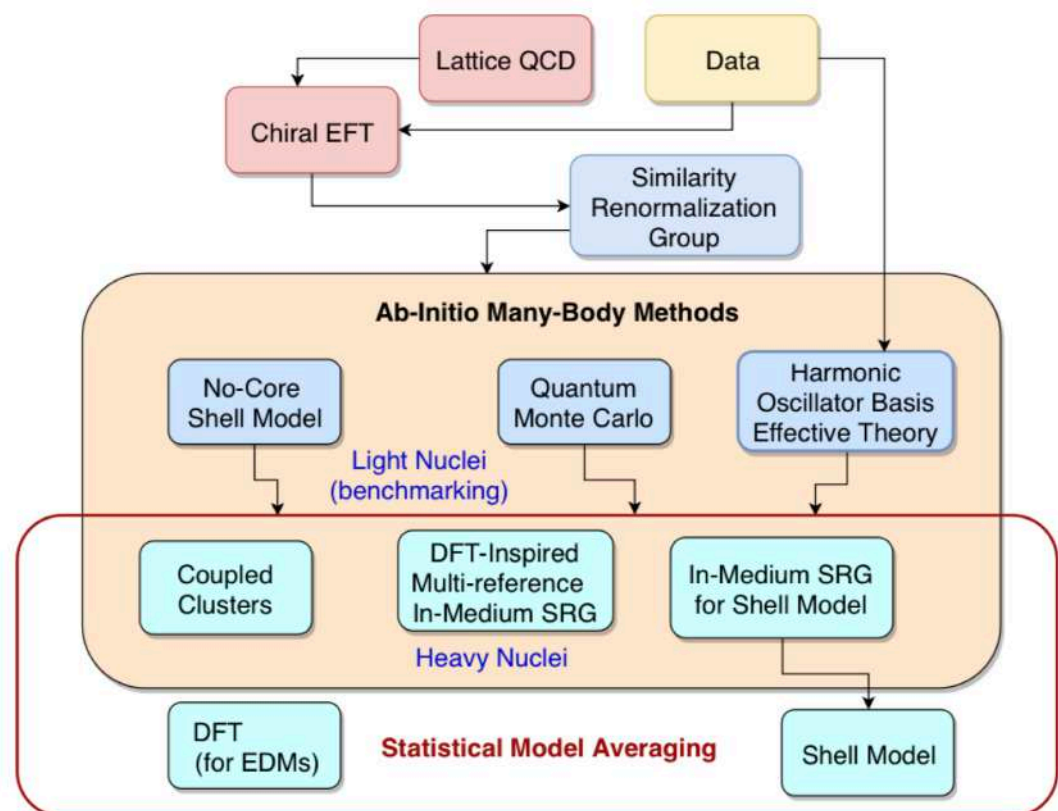 Lattice QCD
Data
Chiral EFT
Similarity
Renormalization
Group
Ab-Initio Many-Body Methods
No-Core
Shell Model
Quantum
Monte Carlo
Harmonic
Oscillator Basis
Effective Theory
Light Nuclei
(benchmarking)
Coupled
Clusters
DFT-Inspired
Multi-reference
In-Medium SRG
In-Medium SRG
for Shell Model
Heavy Nuclei
DFT
(for EDMs)
Statistical Model Averaging
Shell Model